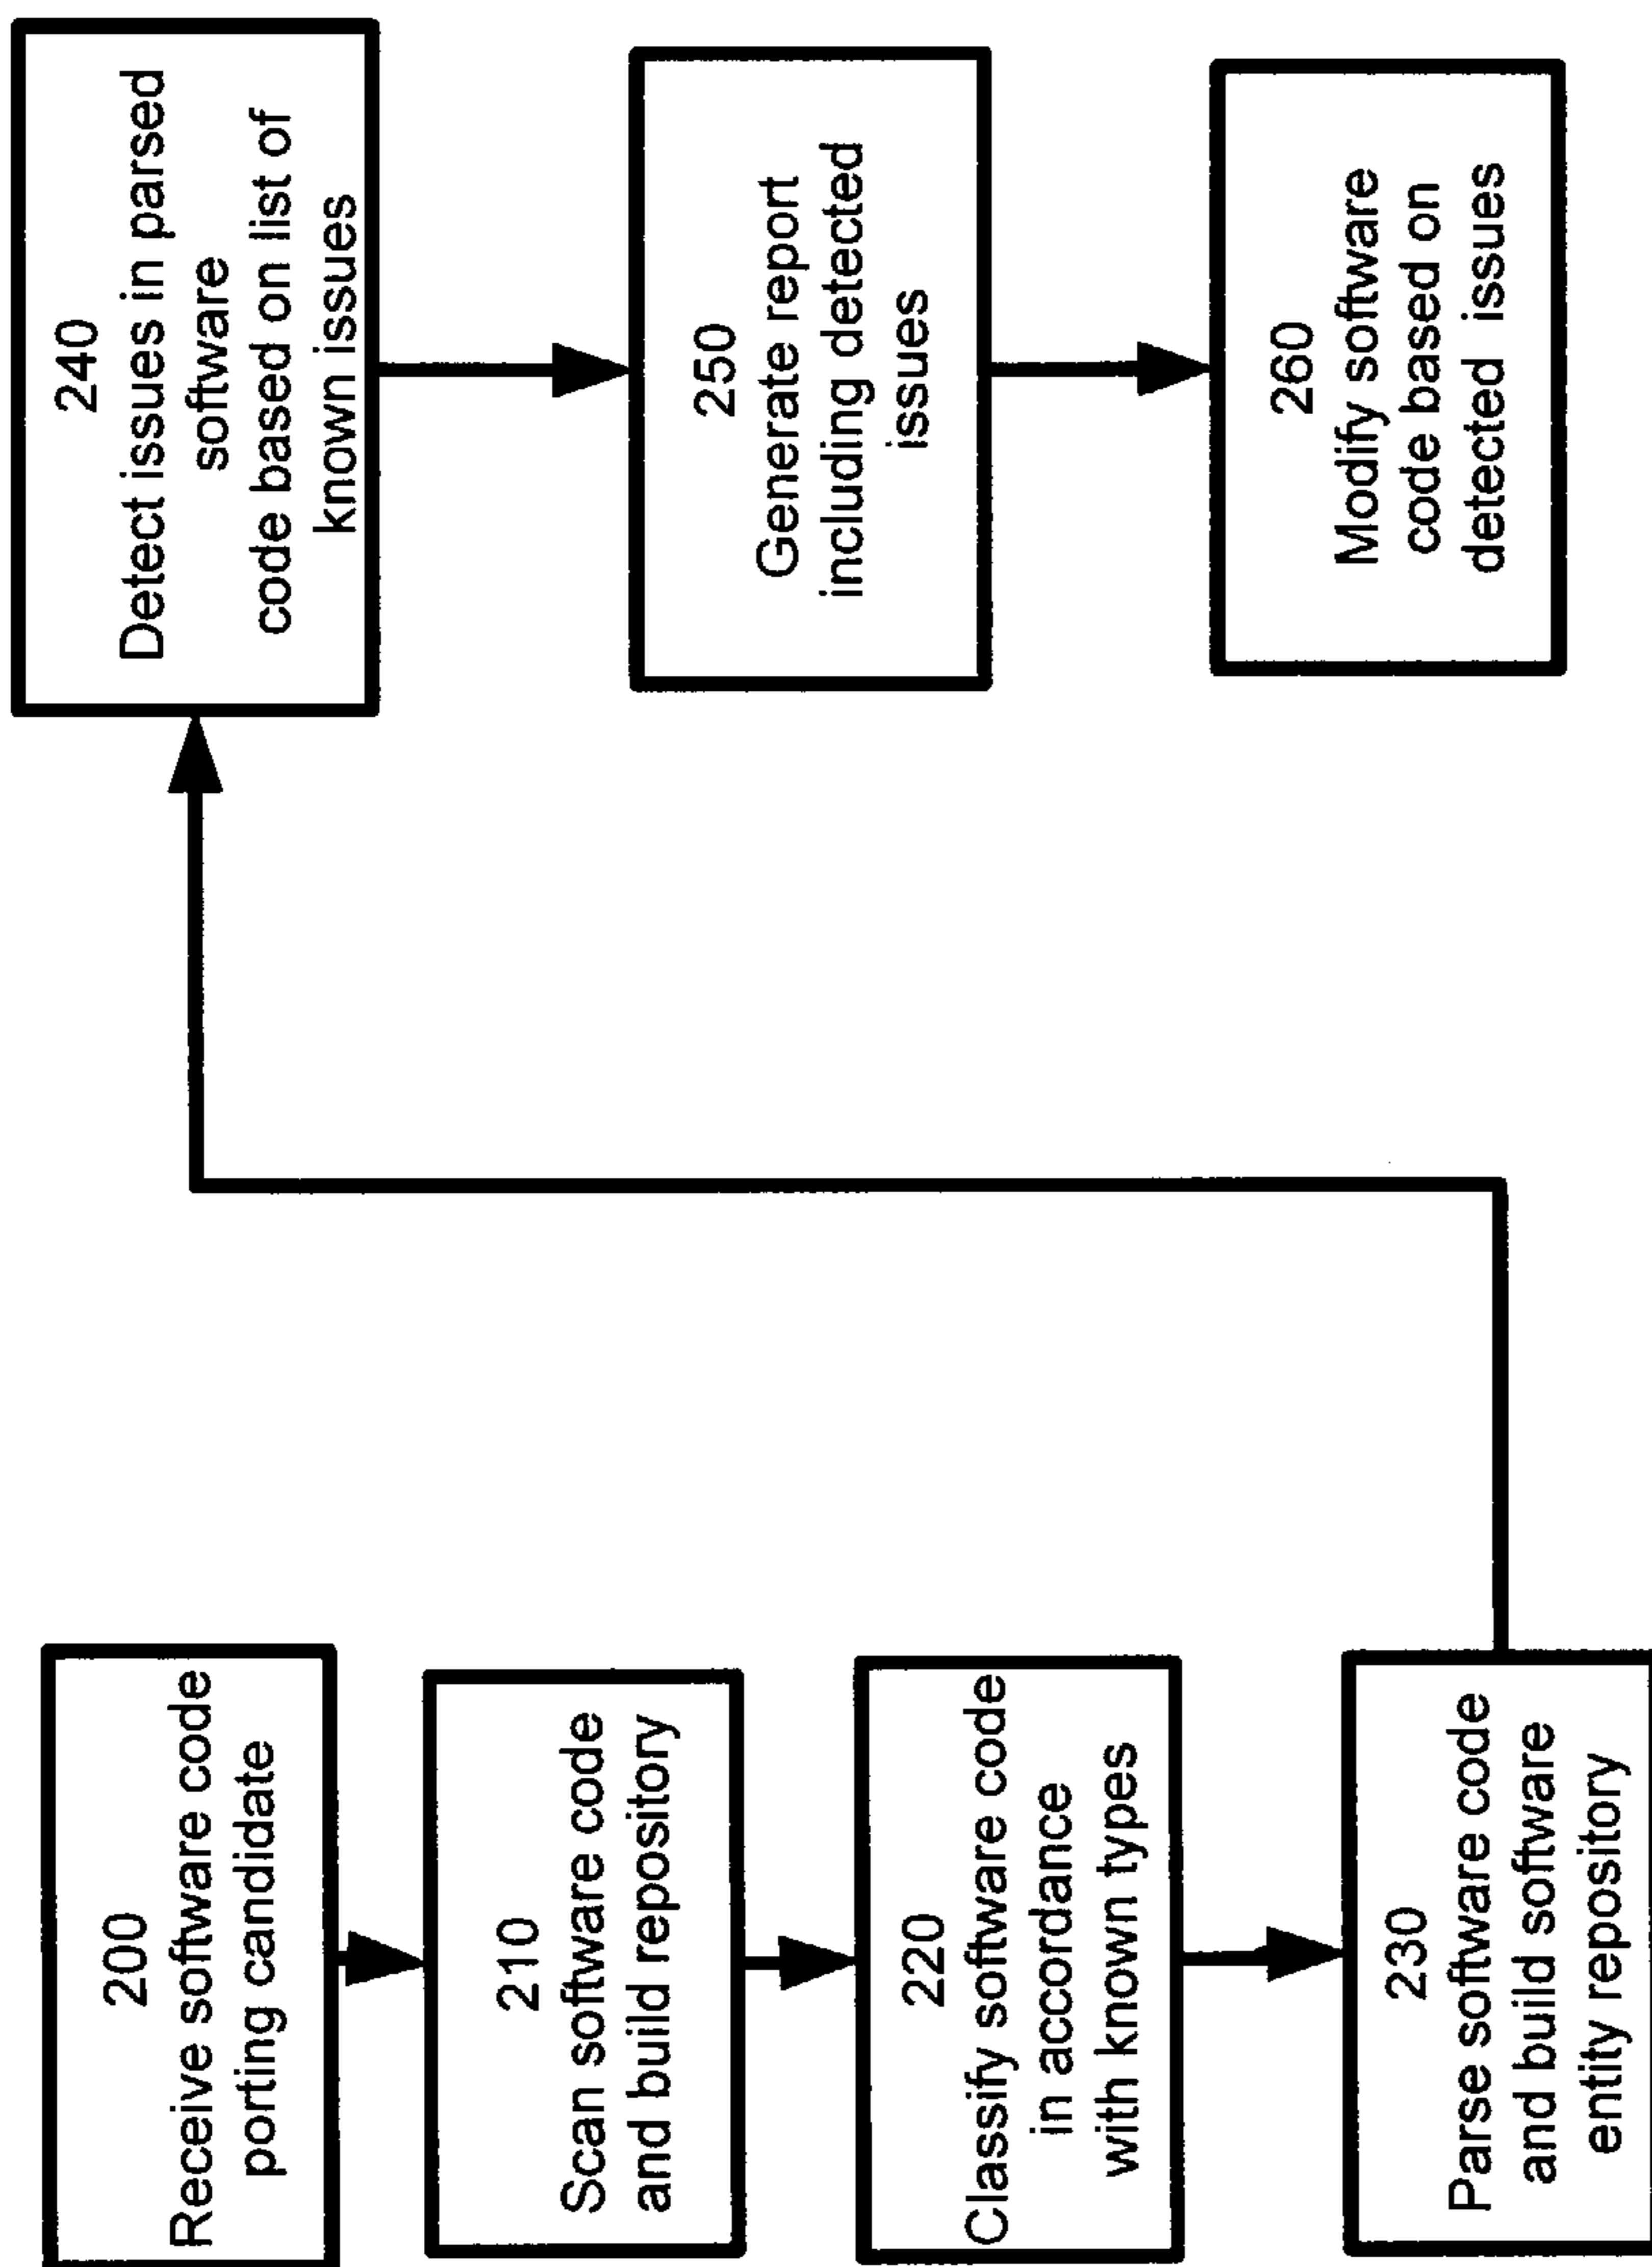 200
Receive software code
porting candidate
210
Scan software code
and build repository
220
Classify software code
in accordance
with known types
230
Parse software code
and build software
entity repository
240
Detect issues in parsed
software
code based on list of
known issues
250
Generate report
including detected
issues
260
Modify software
code based on
detected issues